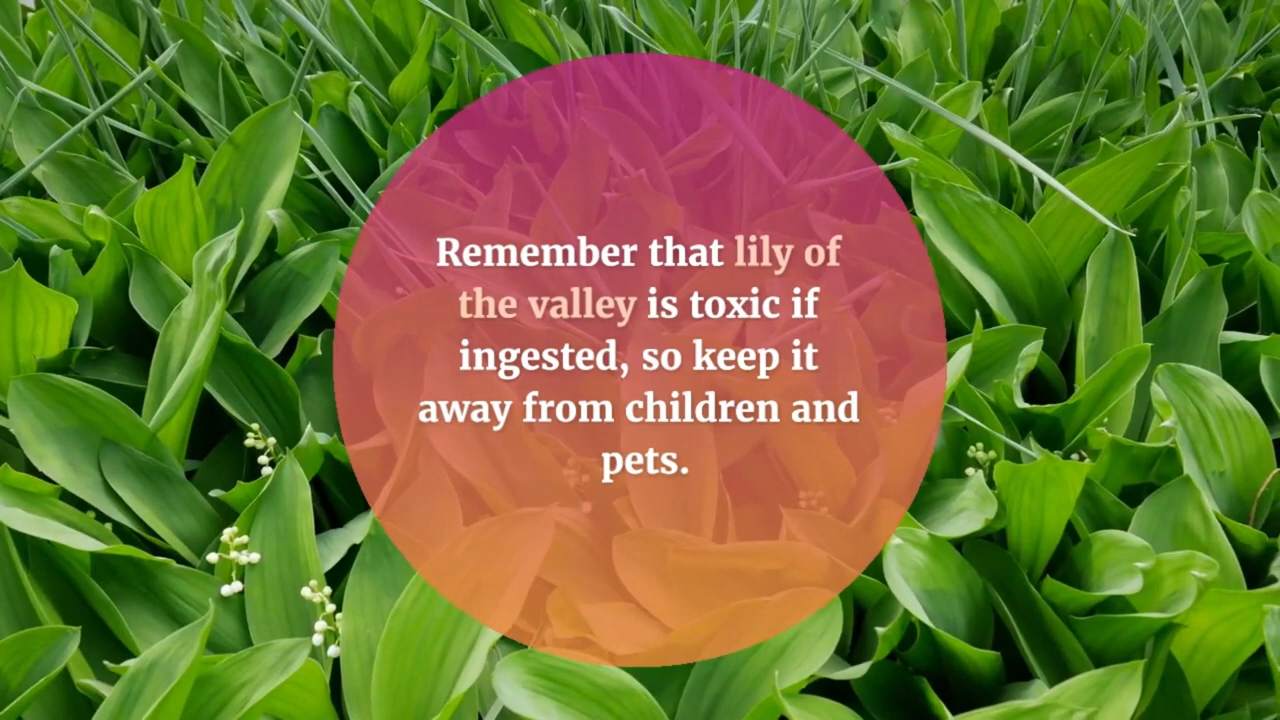 Remember that lily of
the valley is toxic if
ingested, so keep it
away from children and
pets.